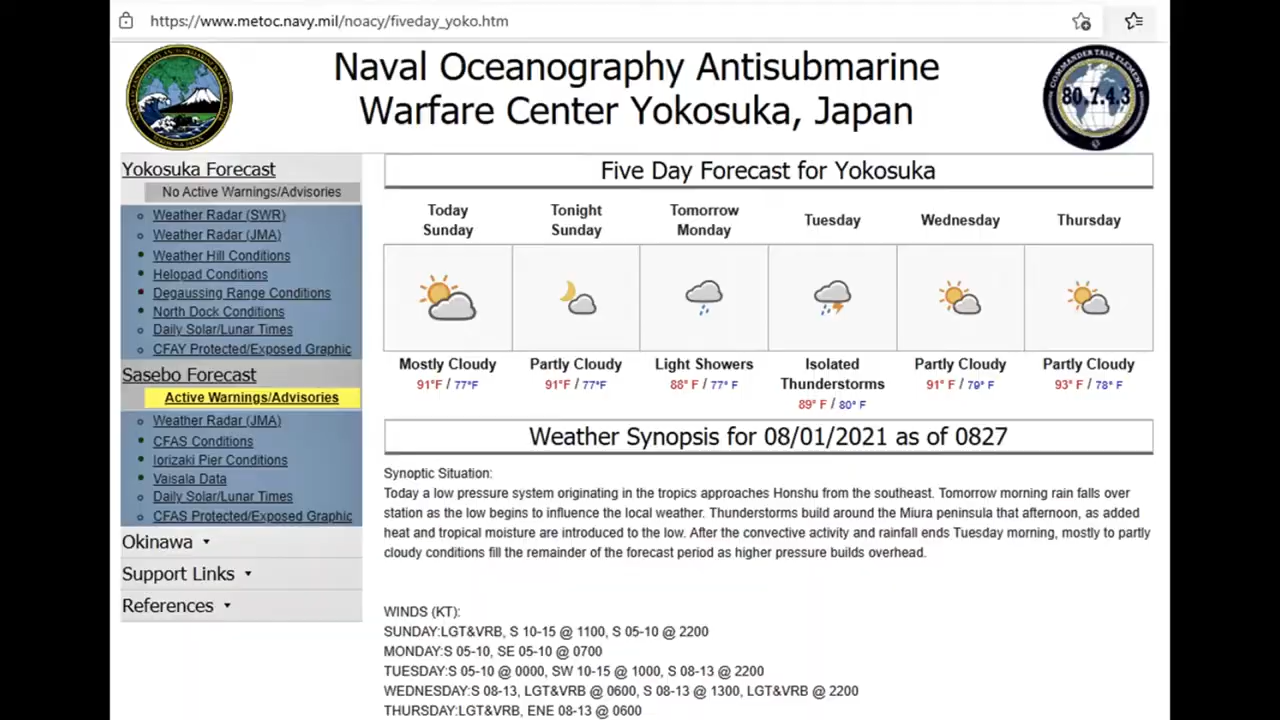 https://www.metoc.navy.mil/noacy/fiveday_yoko.htm
Naval Oceanography Antisubmarine
Warfare Center Yokosuka, Japan
COMMANDER TASK ELEMENT
80.7.4.3
Yokosuka Forecast
No Active Warnings/Advisories
Weather Radar (SWR)
Weather Radar (JMA)
Weather Hill Conditions
Helopad Conditions
Degaussing Range Conditions
North Dock Conditions
Daily Solar/Lunar Times
CFAY Protected/Exposed Graphic
Sasebo Forecast
Active Warnings/Advisories
Weather Radar (JMA)
CFAS Conditions
Iorizaki Pier Conditions
Vaisala Data
Daily Solar/Lunar Times
CFAS Protected/Exposed Graphic
Okinawa
Support Links
References
Five Day Forecast for Yokosuka
Today Sunday
Tonight Sunday
Tomorrow Monday
Tuesday
Wednesday
Thursday
Mostly Cloudy
91°F / 77°F
Partly Cloudy
91°F / 77°F
Light Showers
88° F / 77° F
Isolated Thunderstorms
89° F / 80° F
Partly Cloudy
91° F / 79° F
Partly Cloudy
93° F / 78° F
Weather Synopsis for 08/01/2021 as of 0827
Synoptic Situation:
Today a low pressure system originating in the tropics approaches Honshu from the southeast. Tomorrow morning rain falls over
station as the low begins to influence the local weather. Thunderstorms build around the Miura peninsula that afternoon, as added
heat and tropical moisture are introduced to the low. After the convective activity and rainfall ends Tuesday morning, mostly to partly
cloudy conditions fill the remainder of the forecast period as higher pressure builds overhead.
WINDS (KT):
SUNDAY:LGT&VRB, S 10-15 @ 1100, S 05-10 @ 2200
MONDAY:S 05-10, SE 05-10 @ 0700
TUESDAY:S 05-10 @ 0000, SW 10-15 @ 1000, S 08-13 @ 2200
WEDNESDAY:S 08-13, LGT&VRB @ 0600, S 08-13 @ 1300, LGT&VRB @ 2200
THURSDAY:LGT&VRB, ENE 08-13 @ 0600